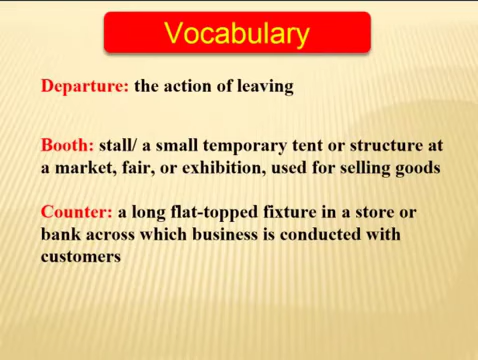 Vocabulary
Departure: the action of leaving
Booth: stall/ a small temporary tent or structure at
a market, fair, or exhibition, used for selling goods
Counter: a long flat-topped fixture in a store or
bank across which business is conducted with
customers